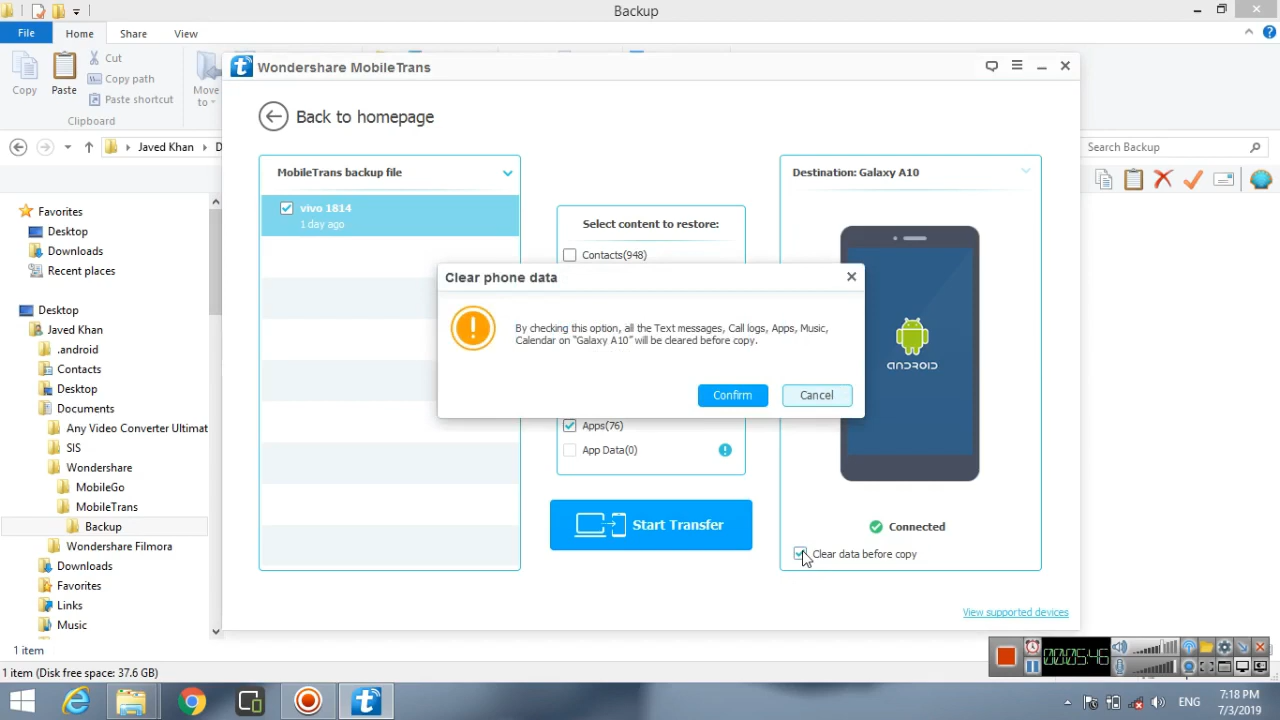 Backup
File
Home
Share
View
Copy
Paste
Cut
Copy path
Paste shortcut
Clipboard
Move
to
Javed Khan
D
Search Backup
Favorites
Desktop
Downloads
Recent places
Desktop
Javed Khan
.android
Contacts
Desktop
Documents
Any Video Converter Ultimat
SIS
Wondershare
MobileGo
MobileTrans
Backup
Wondershare Filmora
Downloads
Favorites
Links
Music
1 item
1 item (Disk free space: 37.6 GB)
Wondershare MobileTrans
Back to homepage
MobileTrans backup file
vivo 1814
1 day ago
Select content to restore:
Contacts(948)
Clear phone data
By checking this option, all the Text messages, Call logs, Apps, Music,
Calendar on "Galaxy A10" will be cleared before copy.
Confirm
Cancel
Apps(76)
App Data(0)
Start Transfer
Destination: Galaxy A10
ANDROID
Connected
Clear data before copy
View supported devices
00:05:46
ENG
7:18 PM
7/3/2019